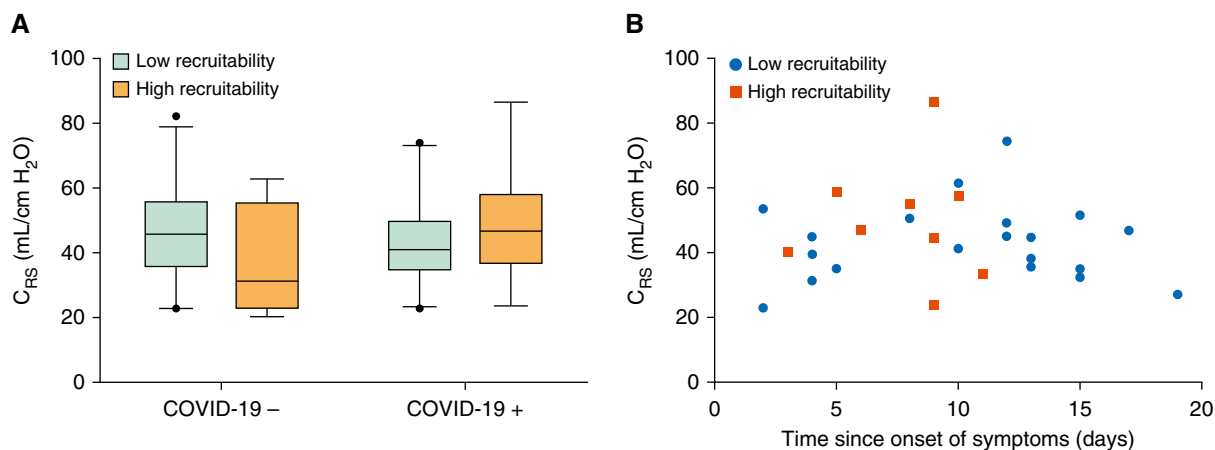 A
Low recruitability
High recruitability
C_RS (mL/cm H₂O)
100
80
60
40
20
0
COVID-19 –
COVID-19 +
B
Low recruitability
High recruitability
C_RS (mL/cm H₂O)
100
80
60
40
20
0
0 5 10 15 20
Time since onset of symptoms (days)